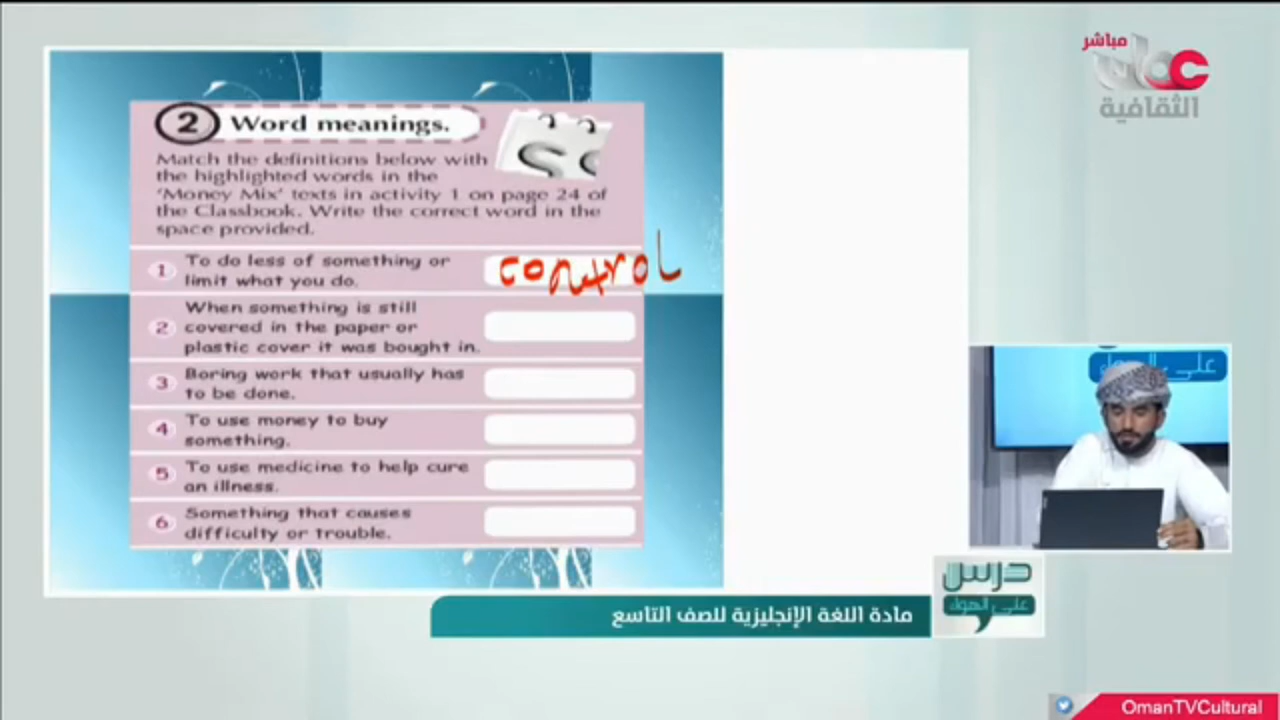 مباشر
عمان
الثقافية
2 Word meanings.
Match the definitions below with
the highlighted words in the
'Money Mix' texts in activity 1 on page 24 of
the Classbook. Write the correct word in the
space provided.
1 To do less of something or
limit what you do.
control
2 When something is still
covered in the paper or
plastic cover it was bought in.
3 Boring work that usually has
to be done.
4 To use money to buy
something.
5 To use medicine to help cure
an illness.
6 Something that causes
difficulty or trouble.
على الهواء
درس
على الهواء
مادة اللغة الإنجليزية للصف التاسع
OmanTVCultural